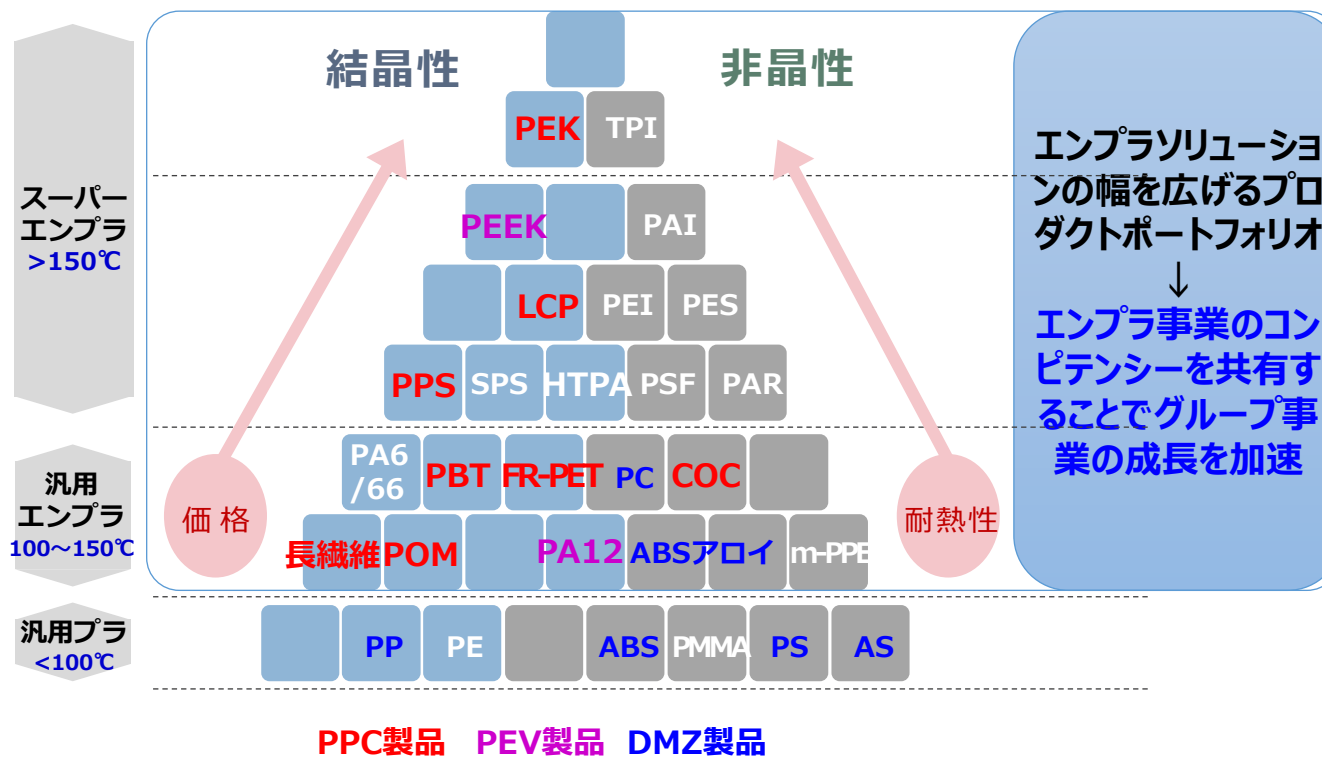 結晶性
非晶性
PEK
TPI
スーパー
エンプラ
>150℃
PEEK
PAI
LCP
PEI
PES
PPS
SPS
HTPA
PSF
PAR
汎用
エンプラ
100～150℃
PA6
/66
PBT
FR-PET
PC
COC
長繊維
POM
PA12
ABSアロイ
m-PPE
価 格
耐熱性
汎用プラ
<100℃
PP
PE
ABS
PMMA
PS
AS
エンプラソリューショ
ンの幅を広げるプロ
ダクトポートフォリオ
↓
エンプラ事業のコン
ピテンシーを共有す
ることでグループ事
業の成長を加速
PPC製品
PEV製品
DMZ製品